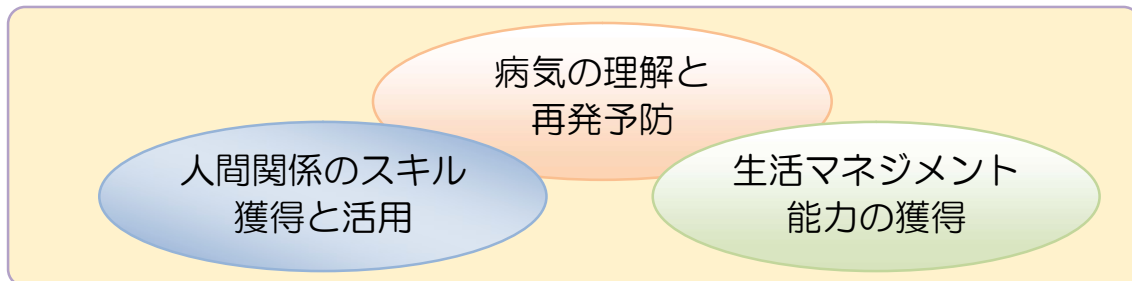 病気の理解と
再発予防
人間関係のスキル
獲得と活用
生活マネジメント
能力の獲得